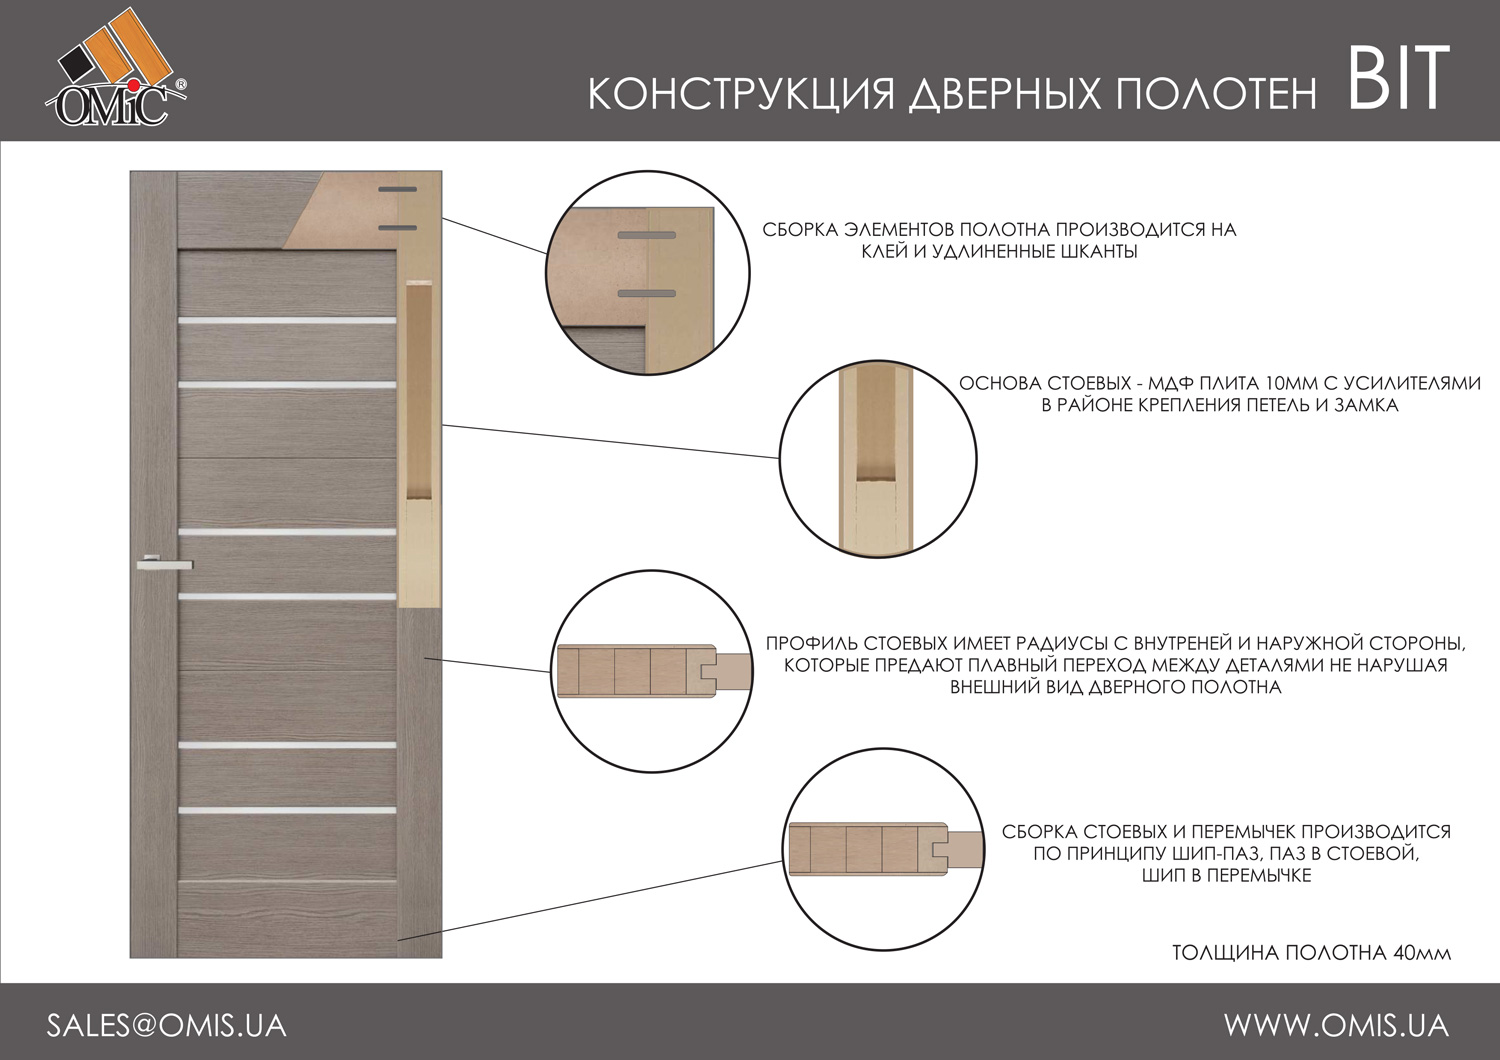 ОМіС®
КОНСТРУКЦИЯ ДВЕРНЫХ ПОЛОТЕН BIT
СБОРКА ЭЛЕМЕНТОВ ПОЛОТНА ПРОИЗВОДИТСЯ НА
КЛЕЙ И УДЛИНЕННЫЕ ШКАНТЫ
ОСНОВА СТОЕВЫХ - МДФ ПЛИТА 10ММ С УСИЛИТЕЛЯМИ
В РАЙОНЕ КРЕПЛЕНИЯ ПЕТЕЛЬ И ЗАМКА
ПРОФИЛЬ СТОЕВЫХ ИМЕЕТ РАДИУСЫ С ВНУТРЕНЕЙ И НАРУЖНОЙ СТОРОНЫ,
КОТОРЫЕ ПРЕДАЮТ ПЛАВНЫЙ ПЕРЕХОД МЕЖДУ ДЕТАЛЯМИ НЕ НАРУШАЯ
ВНЕШНИЙ ВИД ДВЕРНОГО ПОЛОТНА
СБОРКА СТОЕВЫХ И ПЕРЕМЫЧЕК ПРОИЗВОДИТСЯ
ПО ПРИНЦИПУ ШИП-ПАЗ, ПАЗ В СТОЕВОЙ,
ШИП В ПЕРЕМЫЧКЕ
ТОЛЩИНА ПОЛОТНА 40мм
SALES@OMIS.UA
WWW.OMIS.UA